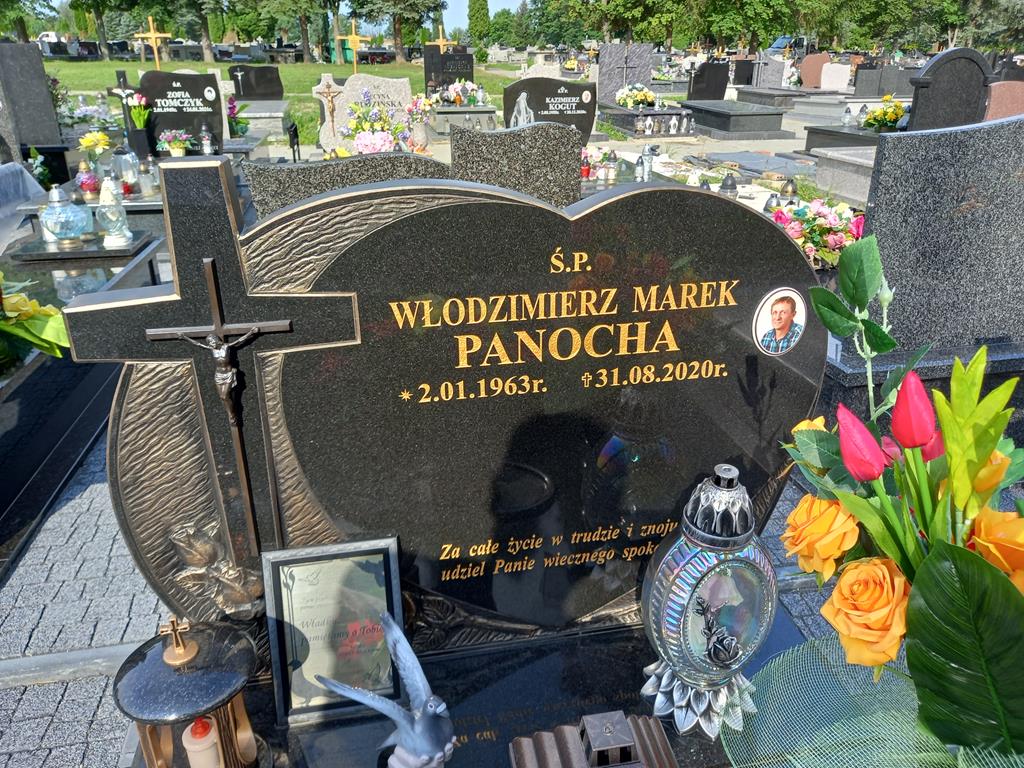 Ś.P.
WŁODZIMIERZ MAREK
PANOCHA
2.01.1963r. 31.08.2020r.
Za całe życie w trudzie i znoju
udziel Panie wiecznego
Ś.P.
ZOFIA
TOMCZYK
KAZIMIERZ
KOGUT